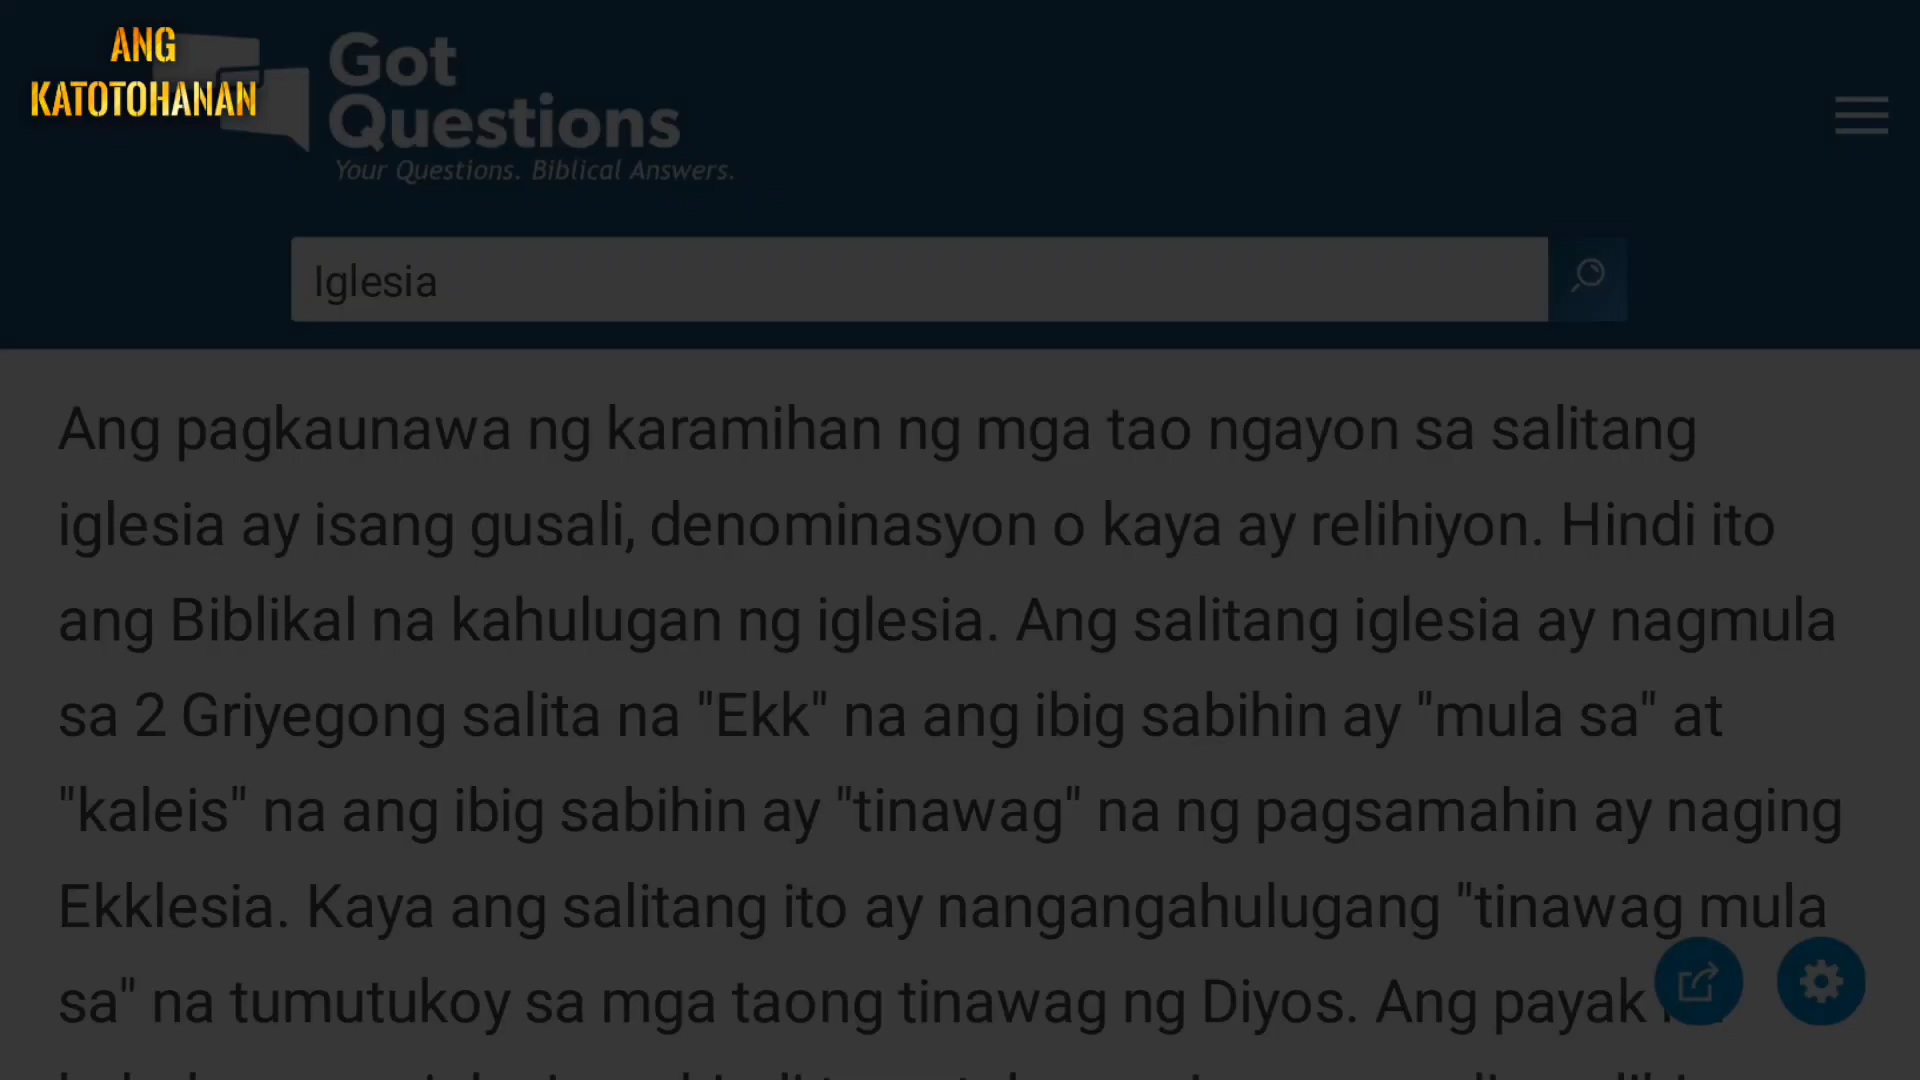 ANG
KATOTOHANAN
Got
Questions
Your Questions. Biblical Answers.
Iglesia
Ang pagkaunawa ng karamihan ng mga tao ngayon sa salitang
iglesia ay isang gusali, denominasyon o kaya ay relihiyon. Hindi ito
ang Biblikal na kahulugan ng iglesia. Ang salitang iglesia ay nagmula
sa 2 Griyegong salita na "Ekk" na ang ibig sabihin ay "mula sa" at
"kaleis" na ang ibig sabihin ay "tinawag" na ng pagsamahin ay naging
Ekklesia. Kaya ang salitang ito ay nangangahulugang "tinawag mula
sa" na tumutukoy sa mga taong tinawag ng Diyos. Ang payak